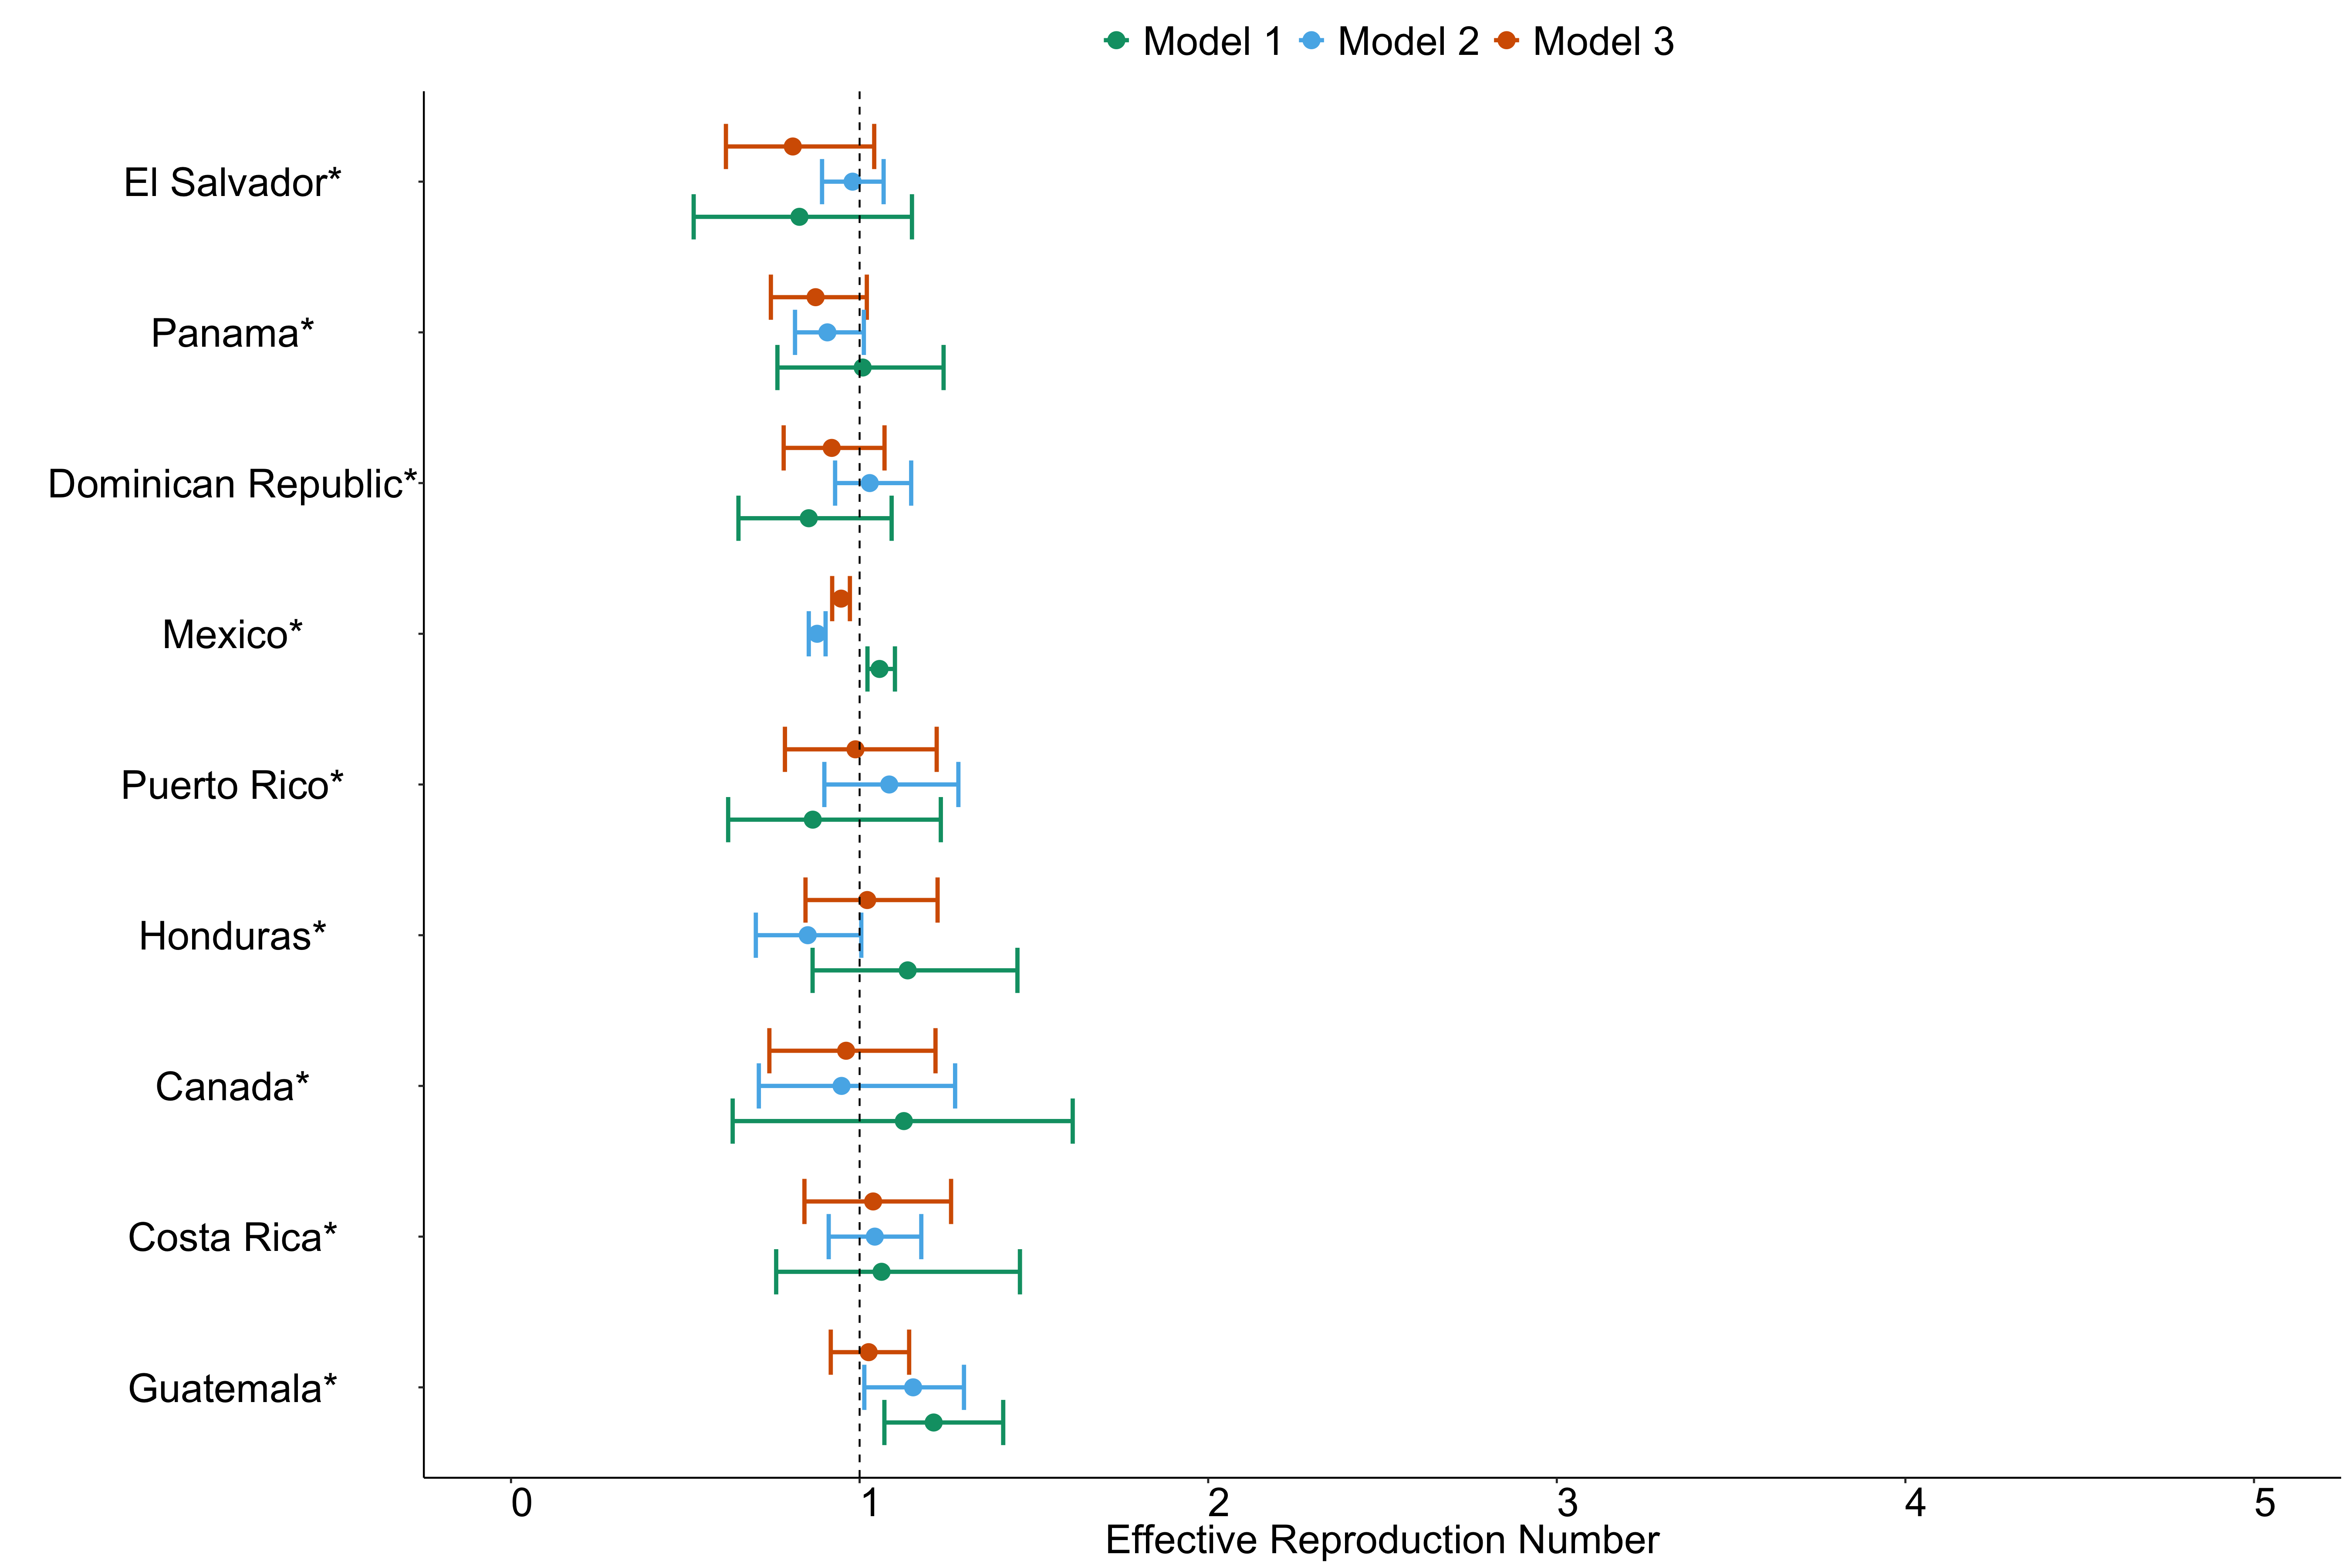 Model 1 Model 2 Model 3
El Salvador*
Panama*
Dominican Republic*
Mexico*
Puerto Rico*
Honduras*
Canada*
Costa Rica*
Guatemala*
0 1 2 3 4 5
Effective Reproduction Number